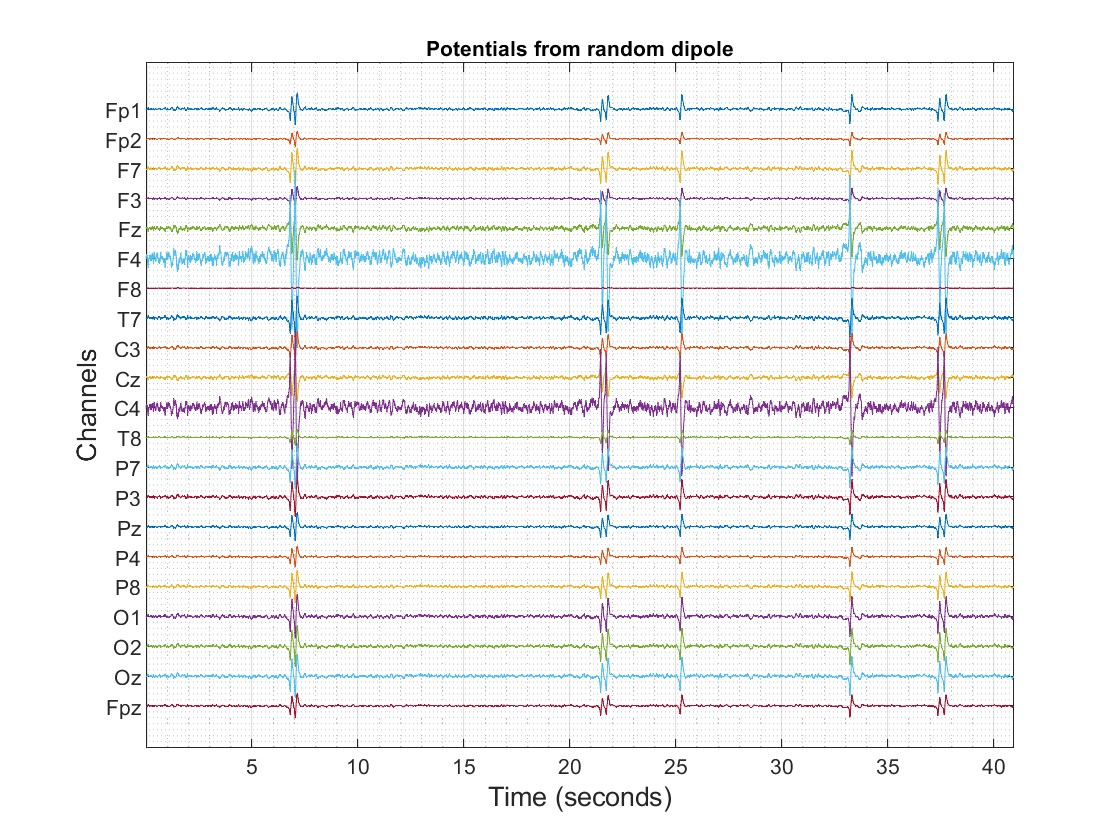 Potentials from random dipole
Channels
Fp1
Fp2
F7
F3
Fz
F4
F8
T7
C3
Cz
C4
T8
P7
P3
Pz
P4
P8
O1
O2
Oz
Fpz
5 10 15 20 25 30 35 40
Time (seconds)